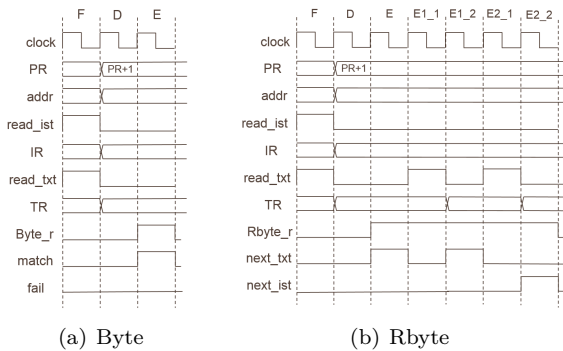 F D E
clock
PR PR+1
addr
read_ist
IR
read_txt
TR
Byte_r
match
fail
(a) Byte
F D E E1_1 E1_2 E2_1 E2_2
clock
PR PR+1
addr
read_ist
IR
read_txt
TR
Rbyte_r
next_txt
next_ist
(b) Rbyte